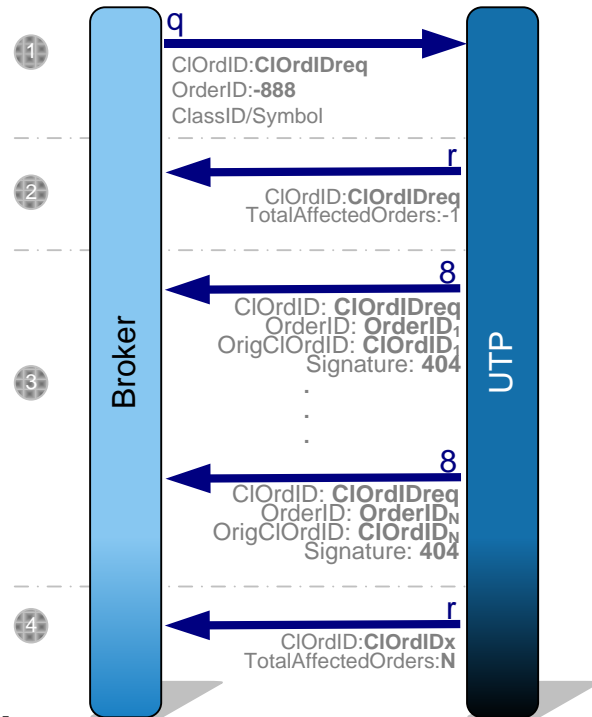 q
1
ClOrdID:ClOrdIDreq
OrderID:-888
ClassID/Symbol
r
2
ClOrdID:ClOrdIDreq
TotalAffectedOrders:-1
8
ClOrdID: ClOrdIDreq
OrderID: OrderID₁
OrigClOrdID: ClOrdID₁
Signature: 404
3
Broker
UTP
.
.
.
8
ClOrdID: ClOrdIDreq
OrderID: OrderIDN
OrigClOrdID: ClOrdIDN
Signature: 404
r
4
ClOrdID:ClOrdIDx
TotalAffectedOrders:N